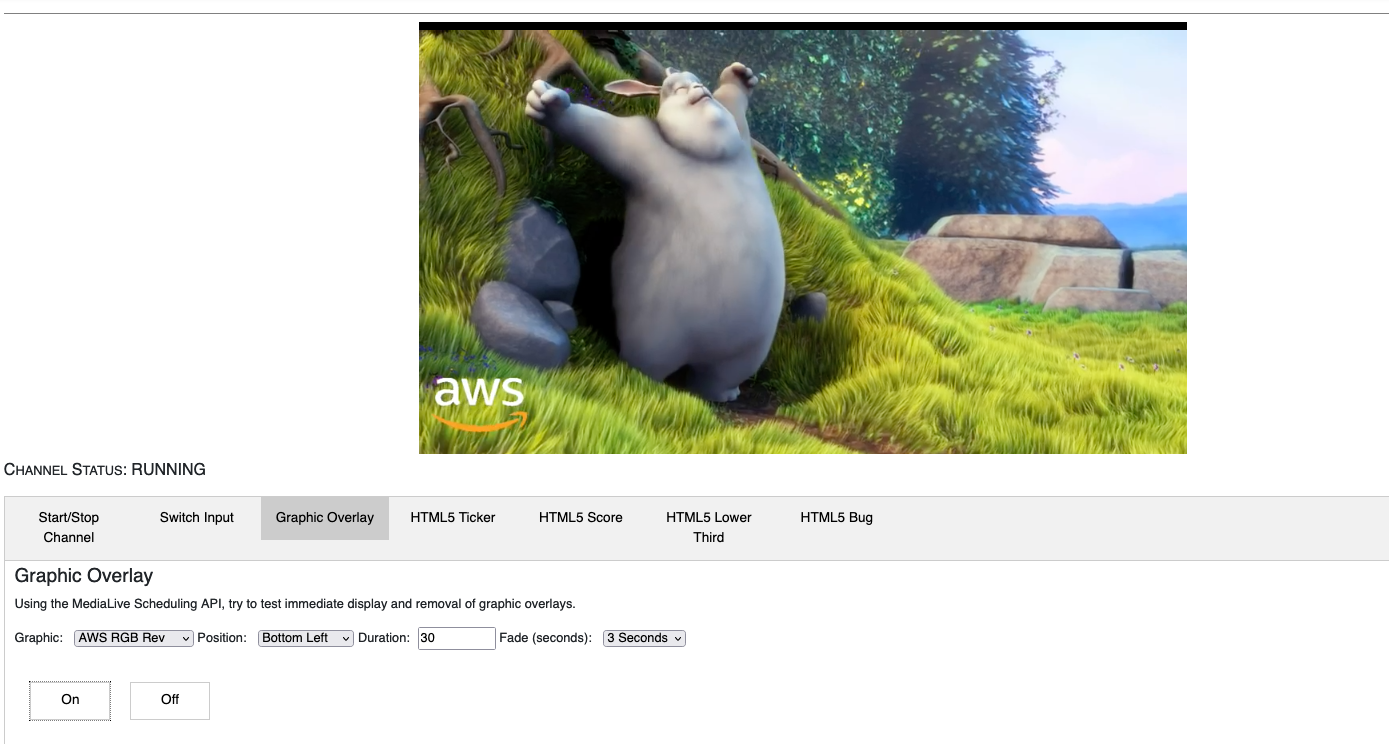 aws
CHANNEL STATUS: RUNNING
Start/Stop Channel
Switch Input
Graphic Overlay
HTML5 Ticker
HTML5 Score
HTML5 Lower Third
HTML5 Bug
Graphic Overlay
Using the MediaLive Scheduling API, try to test immediate display and removal of graphic overlays.
Graphic: AWS RGB Rev Position: Bottom Left Duration: 30 Fade (seconds): 3 Seconds
On Off